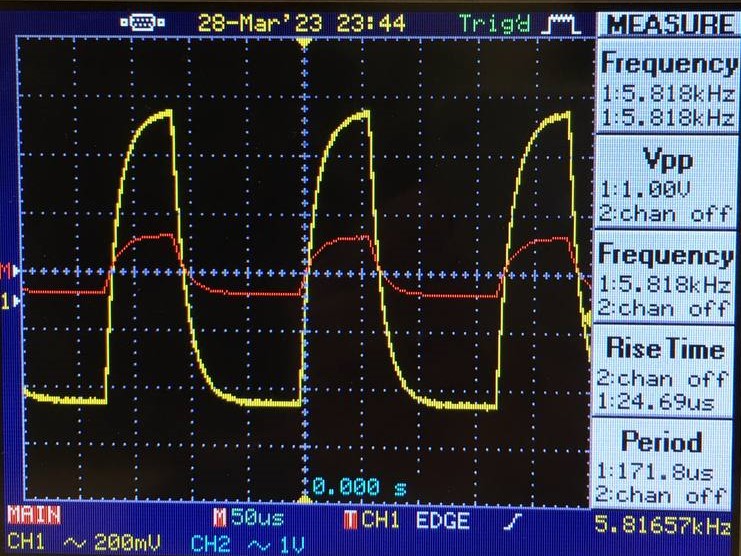 28-Mar'23 23:44 Trig'd
MEASURE
Frequency
1:5.818kHz
1:5.818kHz
Vpp
1:1.00V
2:chan off
Frequency
1:5.818kHz
2:chan off
Rise Time
2:chan off
1:24.69us
Period
1:171.8us
2:chan off
M
1
0.000 s
MAIN M 50us T CH1 EDGE 5.81657kHz
CH1 ~ 200mV CH2 ~ 1V